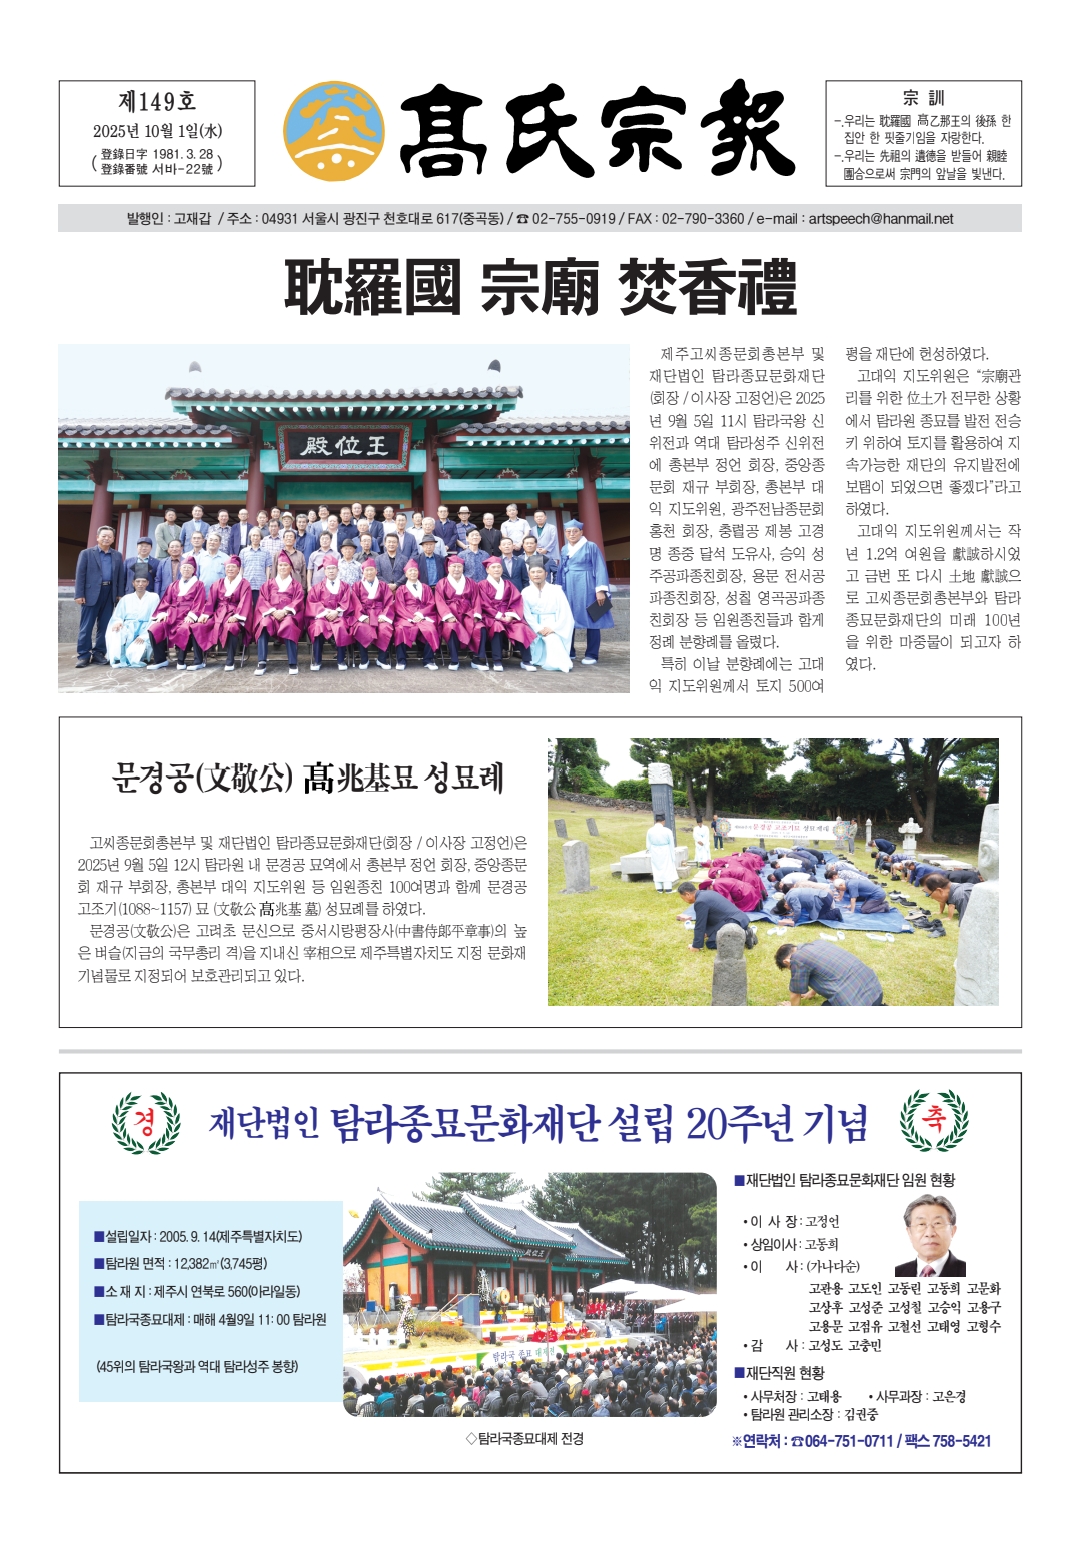 제149호
2025년 10월 1일(水)
( 登錄日字 1981. 3. 28
登錄番號 서바-22號 )
髙氏宗報
宗 訓
-.우리는 耽羅國 髙乙那王의 後孫 한
집안 한 핏줄기임을 자랑한다.
-.우리는 先祖의 遺德을 받들어 親睦
團合으로써 宗門의 앞날을 빛낸다.
발행인 : 고재갑 / 주소 : 04931 서울시 광진구 천호대로 617(중곡동) / ☎ 02-755-0919 / FAX : 02-790-3360 / e-mail : artspeech@hanmail.net
耽羅國 宗廟 焚香禮
殿位王
제주고씨종문회총본부 및
재단법인 탐라종묘문화재단
(회장 / 이사장 고정언)은 2025
년 9월 5일 11시 탐라국왕 신
위전과 역대 탐라성주 신위전
에 총본부 정언 회장, 중앙종
문회 재규 부회장, 총본부 대
익 지도위원, 광주전남종문회
홍천 회장, 충렬공 제봉 고경
명 종중 달석 도유사, 승익 성
주공파종친회장, 용문 전서공
파종친회장, 성칠 영곡공파종
친회장 등 임원종친들과 함께
정례 분향례를 올렸다.
특히 이날 분향례에는 고대
익 지도위원께서 토지 500여
평을 재단에 헌성하였다.
고대익 지도위원은 “宗廟관
리를 위한 位土가 전무한 상황
에서 탐라원 종묘를 발전 전승
키 위하여 토지를 활용하여 지
속가능한 재단의 유지발전에
보탬이 되었으면 좋겠다”라고
하였다.
고대익 지도위원께서는 작
년 1.2억 여원을 獻誠하시었
고 금번 또 다시 土地 獻誠으
로 고씨종문회총본부와 탐라
종묘문화재단의 미래 100년
을 위한 마중물이 되고자 하
였다.
문경공(文敬公) 髙兆基묘 성묘례
고씨종문회총본부 및 재단법인 탐라종묘문화재단(회장 / 이사장 고정언)은
2025년 9월 5일 12시 탐라원 내 문경공 묘역에서 총본부 정언 회장, 중앙종문
회 재규 부회장, 총본부 대익 지도위원 등 임원종친 100여명과 함께 문경공
고조기(1088~1157) 묘 (文敬公 髙兆基 墓) 성묘례를 하였다.
문경공(文敬公)은 고려초 문신으로 중서시랑평장사(中書侍郎平章事)의 높
은 벼슬(지금의 국무총리 격)을 지내신 宰相으로 제주특별자치도 지정 문화재
기념물로 지정되어 보호관리되고 있다.
문경공 고조기묘 성묘례
경
재단법인 탐라종묘문화재단 설립 20주년 기념
축
■설립일자 : 2005. 9. 14(제주특별자치도)
■탐라원 면적 : 12,382㎡(3,745평)
■소 재 지 : 제주시 연북로 560(아라일동)
■탐라국종묘대제 : 매해 4월9일 11: 00 탐라원
(45위의 탐라국왕과 역대 탐라성주 봉향)
탐라국 종묘 대제전
◇탐라국종묘대제 전경
■재단법인 탐라종묘문화재단 임원 현황
• 이 사 장 : 고정언
• 상임이사 : 고동희
• 이 사 : (가나다순)
고관용 고도인 고동린 고동희 고문화
고상후 고성준 고성칠 고승익 고용구
고용문 고점유 고철선 고태영 고형수
• 감 사 : 고성도 고충민
■재단직원 현황
• 사무처장 : 고태용 • 사무과장 : 고은경
• 탐라원 관리소장 : 김권중
※연락처 : ☎064-751-0711 / 팩스 758-5421